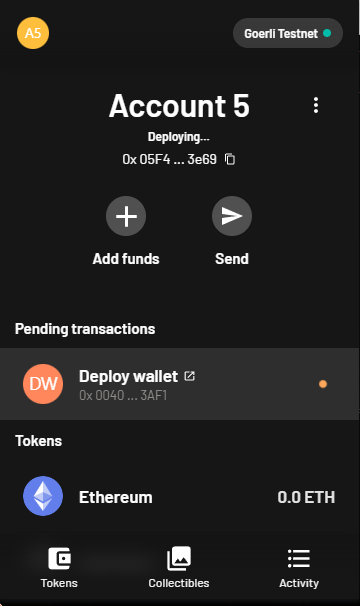 A5
Goerli Testnet
Account 5
Deploying...
0x 05F4 ... 3e69
Add funds
Send
Pending transactions
DW
Deploy wallet
0x 0040 ... 3AF1
Tokens
Ethereum
0.0 ETH
Tokens
Collectibles
Activity